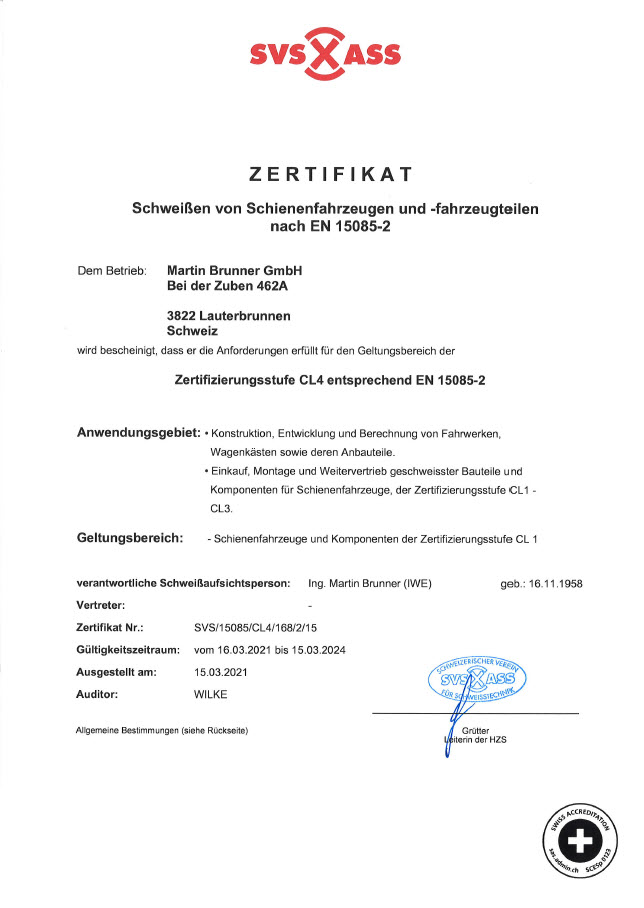 SVS ASS
ZERTIFIKAT
Schweißen von Schienenfahrzeugen und -fahrzeugteilen
nach EN 15085-2
Dem Betrieb: Martin Brunner GmbH
Bei der Zuben 462A
3822 Lauterbrunnen
Schweiz
wird bescheinigt, dass er die Anforderungen erfüllt für den Geltungsbereich der
Zertifizierungsstufe CL4 entsprechend EN 15085-2
Anwendungsgebiet: • Konstruktion, Entwicklung und Berechnung von Fahrwerken,
Wagenkästen sowie deren Anbauteile.
• Einkauf, Montage und Weitervertrieb geschweisster Bauteile und
Komponenten für Schienenfahrzeuge, der Zertifizierungsstufe CL1 -
CL3.
Geltungsbereich: - Schienenfahrzeuge und Komponenten der Zertifizierungsstufe CL 1
verantwortliche Schweißaufsichtsperson: Ing. Martin Brunner (IWE) geb.: 16.11.1958
Vertreter: -
Zertifikat Nr.: SVS/15085/CL4/168/2/15
Gültigkeitszeitraum: vom 16.03.2021 bis 15.03.2024
Ausgestellt am: 15.03.2021
Auditor: WILKE
SCHWEIZERISCHER VEREIN
SVS ASS
FÜR SCHWEISSTECHNIK
Allgemeine Bestimmungen (siehe Rückseite)
Grütter
Leiterin der HZS
SWISS ACCREDITATION
sas.admin.ch SCESp 0123